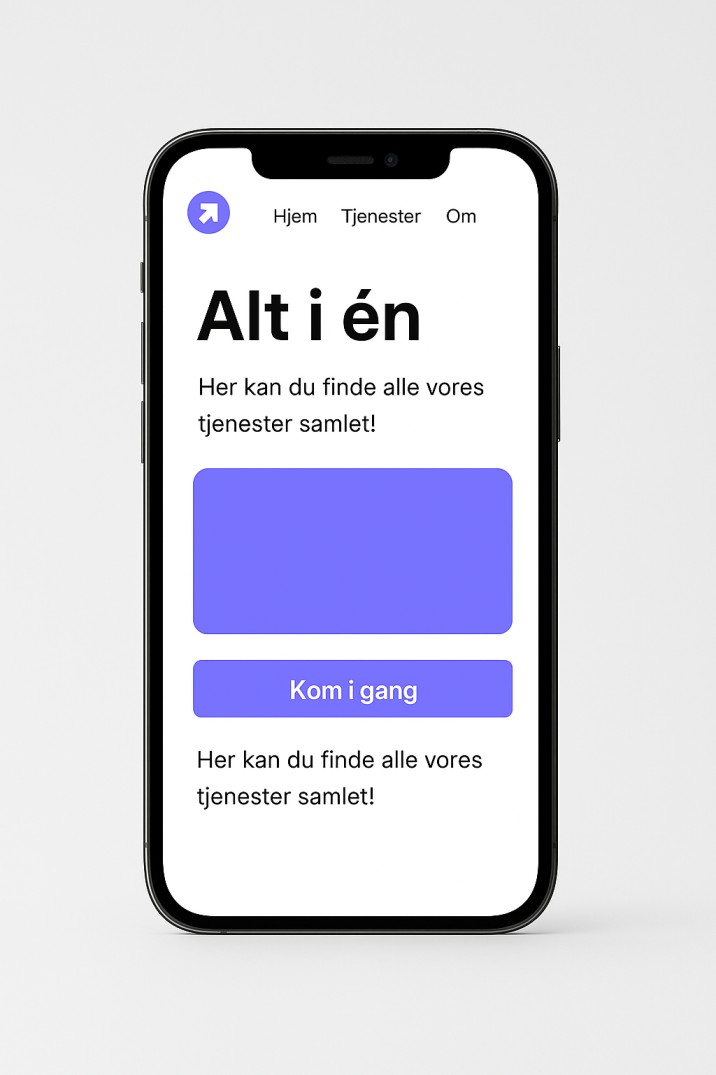 Hjem Tjenester Om
Alt i én
Her kan du finde alle vores
tjenester samlet!
Kom i gang
Her kan du finde alle vores
tjenester samlet!